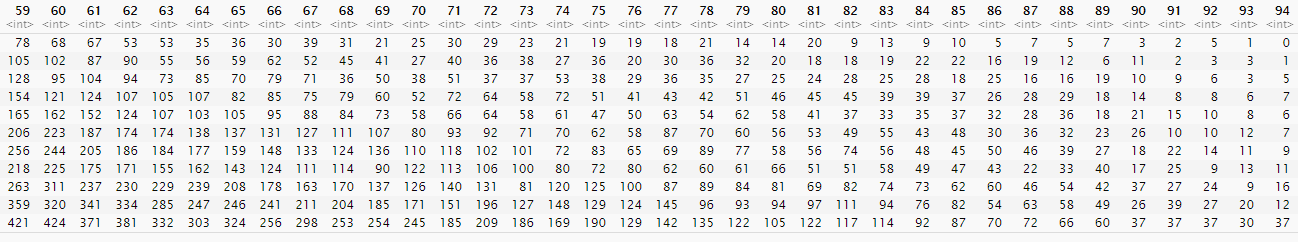 59 60 61 62 63 64 65 66 67 68 69 70 71 72 73 74 75 76 77 78 79 80 81 82 83 84 85 86 87 88 89 90 91 92 93 94
<int> <int> <int> <int> <int> <int> <int> <int> <int> <int> <int> <int> <int> <int> <int> <int> <int> <int> <int> <int> <int> <int> <int> <int> <int> <int> <int> <int> <int> <int> <int> <int> <int> <int> <int> <int>
78 68 67 53 53 35 36 30 39 31 21 25 30 29 23 21 19 19 18 21 14 14 20 9 13 9 10 5 7 5 7 3 2 5 1 0
105 102 87 90 55 56 59 62 52 45 41 27 40 36 38 27 36 20 30 36 32 20 18 18 19 22 22 16 19 12 6 11 2 3 3 1
128 95 104 94 73 85 70 79 71 36 50 38 51 37 37 53 38 29 36 35 27 25 24 28 25 28 18 25 16 16 19 10 9 6 3 5
154 121 124 107 105 107 82 85 75 79 60 52 72 64 58 72 51 41 43 42 51 46 45 45 39 39 37 26 28 29 18 14 8 8 6 7
165 162 152 124 107 103 105 95 88 84 73 58 66 64 58 61 47 50 63 54 62 58 41 37 33 35 37 32 28 36 18 21 15 10 8 6
206 223 187 174 174 138 137 131 127 111 107 80 93 92 71 70 62 58 87 70 60 56 53 49 55 43 48 30 36 32 23 26 10 10 12 7
256 244 205 186 184 177 159 148 133 124 136 110 118 102 101 72 83 65 69 89 77 58 56 74 56 48 45 50 46 39 27 18 22 14 11 9
218 225 175 171 155 162 143 124 111 114 90 122 113 106 100 80 72 80 62 60 61 66 51 51 58 49 47 43 22 33 40 17 25 9 13 11
263 311 237 230 229 239 208 178 163 170 137 126 140 131 81 120 125 100 87 89 84 81 69 82 74 73 62 60 46 54 42 37 27 24 9 16
359 320 341 334 285 247 246 241 211 204 185 171 151 196 127 148 129 124 145 96 93 94 97 111 94 76 82 54 63 58 49 26 39 27 20 12
421 424 371 381 332 303 324 256 298 253 254 245 185 209 186 169 190 129 142 135 122 105 122 117 114 92 87 70 72 66 60 37 37 37 30 37